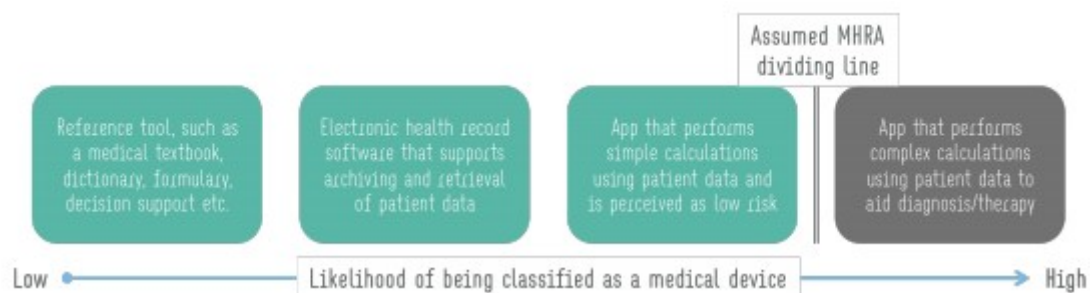 Assumed MHRA
dividing line
Reference tool, such as
a medical textbook,
dictionary, formulary,
decision support etc.
Electronic health record
software that supports
archiving and retrieval
of patient data
App that performs
simple calculations
using patient data and
is perceived as low risk
App that performs
complex calculations
using patient data to
aid diagnosis/therapy
Low
Likelihood of being classified as a medical device
High